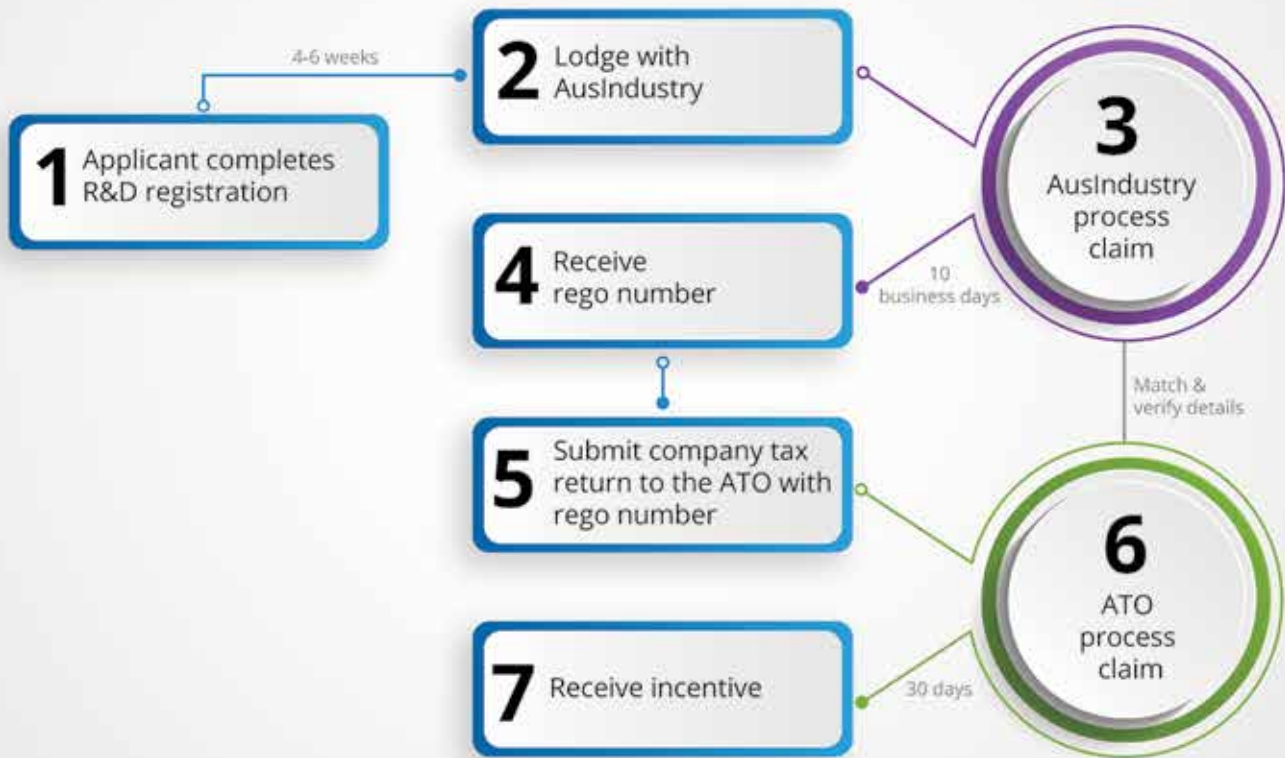 1
Applicant completes
R&D registration
4-6 weeks
2
Lodge with
AusIndustry
3
AusIndustry
process
claim
10
business days
4
Receive
rego number
5
Submit company tax
return to the ATO with
rego number
Match &
verify details
6
ATO
process
claim
30 days
7
Receive incentive